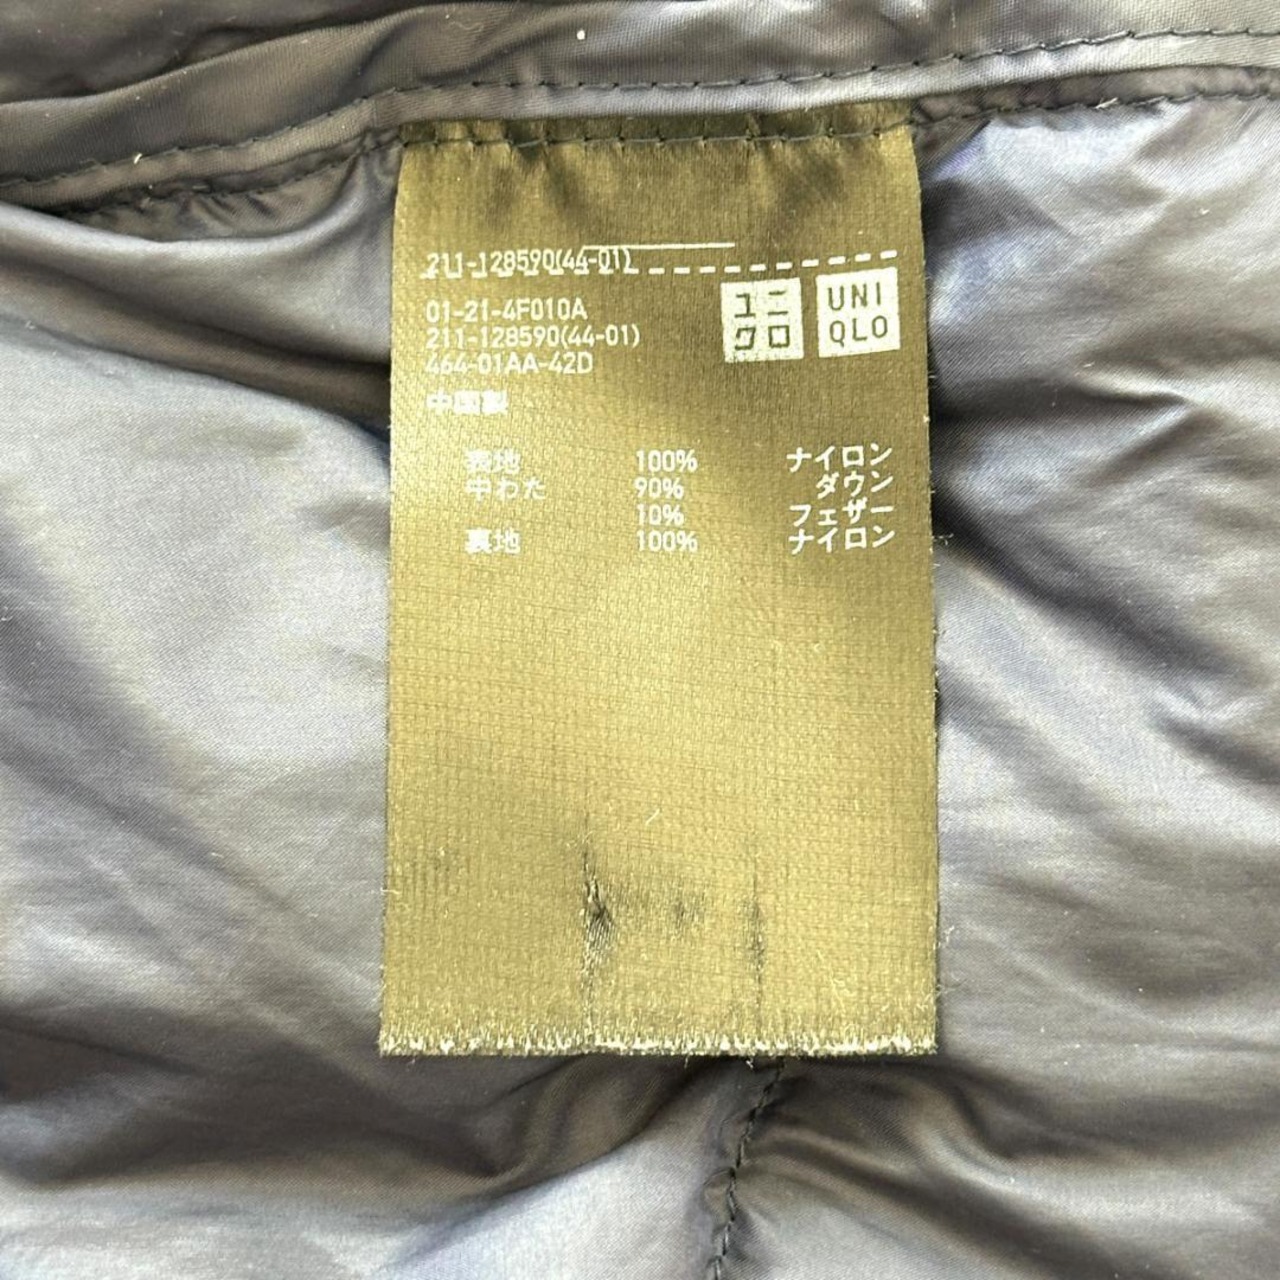 211-128590(44-01)
ユニ
クロ
UNI
QLO
01-21-4F010A
211-128590(44-01)
464-01AA-42D
中国製
表地 100% ナイロン
中わた 90% ダウン
10% フェザー
裏地 100% ナイロン